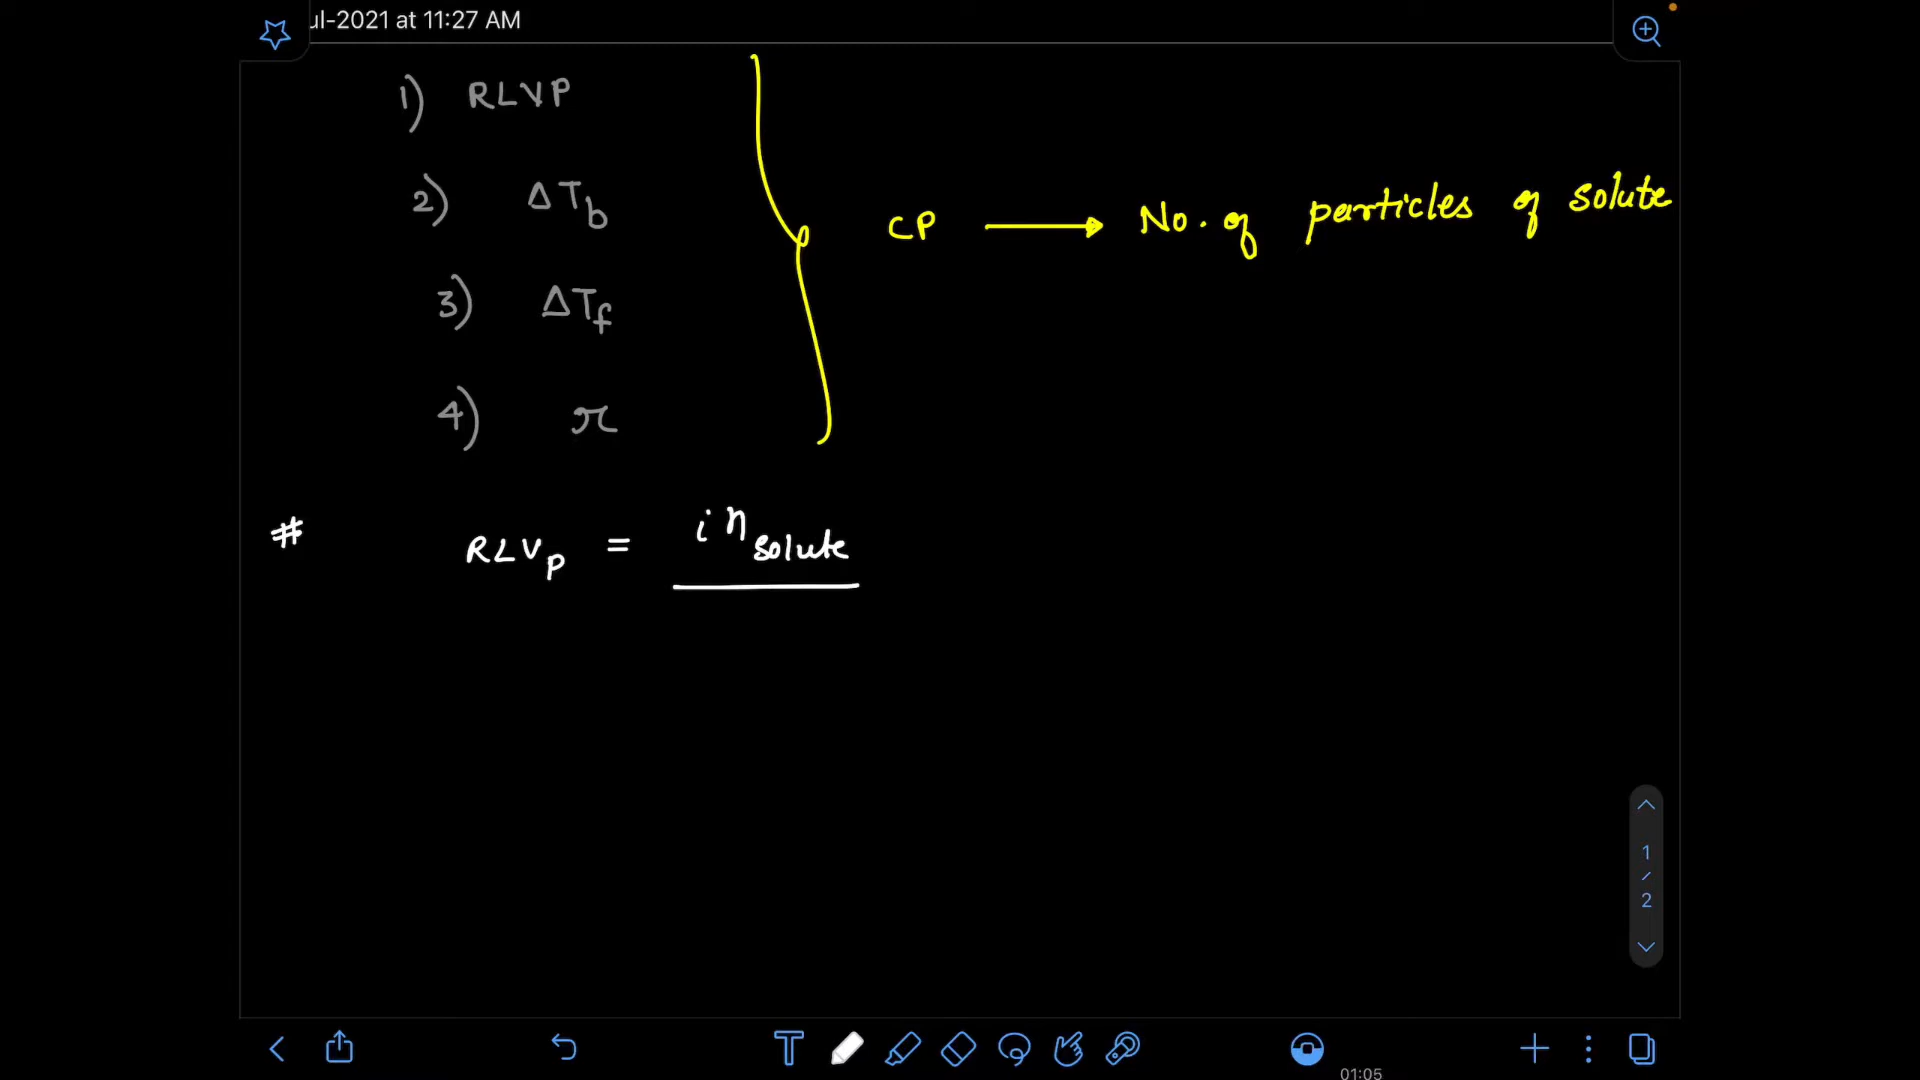 ul-2021 at 11:27 AM
1) RLVP
2) ΔTb
3) ΔTf
4) π
CP → No. of particles of solute
# RLVp = i n solute
1
/
2
01:05